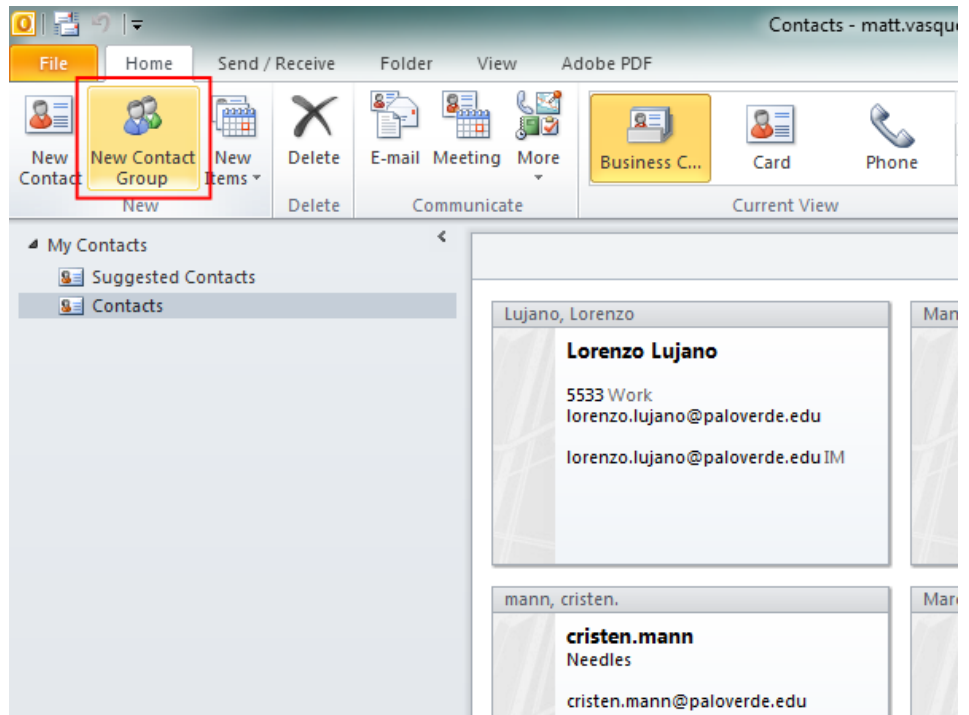 Contacts - matt.vasque
File Home Send / Receive Folder View Adobe PDF
New Contact
New Contact Group
New Items
Delete
E-mail Meeting More
Business C... Card Phone
New Delete Communicate Current View
My Contacts
Suggested Contacts
Contacts
Lujano, Lorenzo
Man
Lorenzo Lujano
5533 Work
lorenzo.lujano@paloverde.edu
lorenzo.lujano@paloverde.edu IM
mann, cristen.
Mar
cristen.mann
Needles
cristen.mann@paloverde.edu